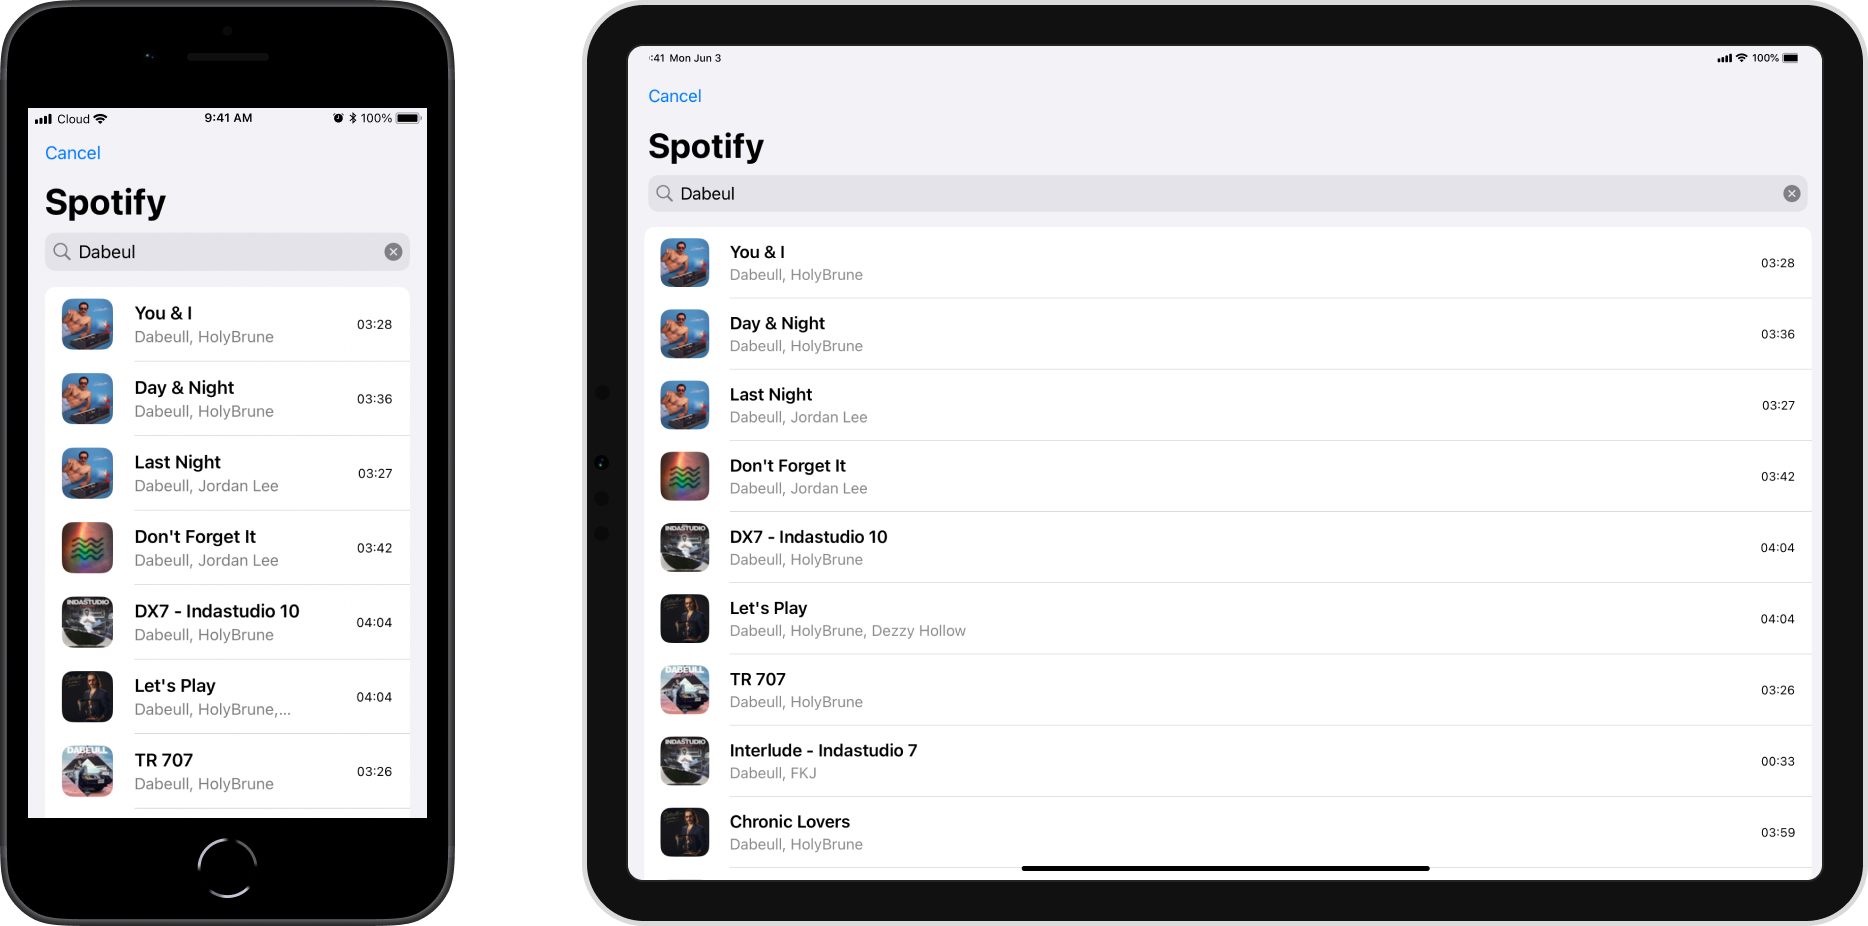 Cloud 9:41 AM 100%
Cancel
Spotify
Dabeul
You & I
Dabeull, HolyBrune
03:28
Day & Night
Dabeull, HolyBrune
03:36
Last Night
Dabeull, Jordan Lee
03:27
Don't Forget It
Dabeull, Jordan Lee
03:42
INDASTUDIO
DX7 - Indastudio 10
Dabeull, HolyBrune
04:04
Let's Play
Dabeull, HolyBrune,...
04:04
DABEULL
TR 707
Dabeull, HolyBrune
03:26
:41 Mon Jun 3 100%
Cancel
Spotify
Dabeul
You & I
Dabeull, HolyBrune
03:28
Day & Night
Dabeull, HolyBrune
03:36
Last Night
Dabeull, Jordan Lee
03:27
Don't Forget It
Dabeull, Jordan Lee
03:42
INDASTUDIO
DX7 - Indastudio 10
Dabeull, HolyBrune
04:04
Let's Play
Dabeull, HolyBrune, Dezzy Hollow
04:04
DABEULL
TR 707
Dabeull, HolyBrune
03:26
INDASTUDIO
Interlude - Indastudio 7
Dabeull, FKJ
00:33
Chronic Lovers
Dabeull, HolyBrune
03:59